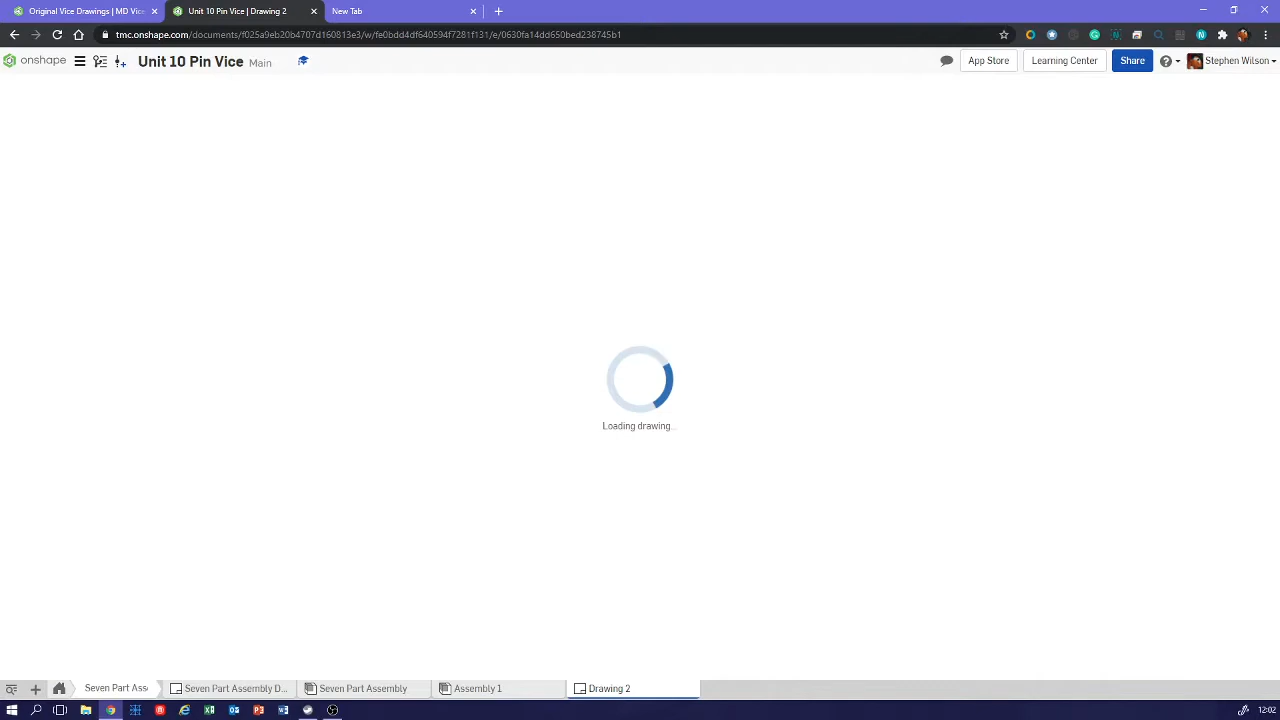 Original Vice Drawings | MD Vice
Unit 10 Pin Vice | Drawing 2
New Tab
tmc.onshape.com/documents/f025a9eb20b4707d160813e3/w/fe0bdd4df640594f7281f131/e/0630fa14dd650bed238745b1
onshape
Unit 10 Pin Vice Main
App Store
Learning Center
Share
Stephen Wilson
Loading drawing...
Seven Part Ass
Seven Part Assembly D...
Seven Part Assembly
Assembly 1
Drawing 2
12:02